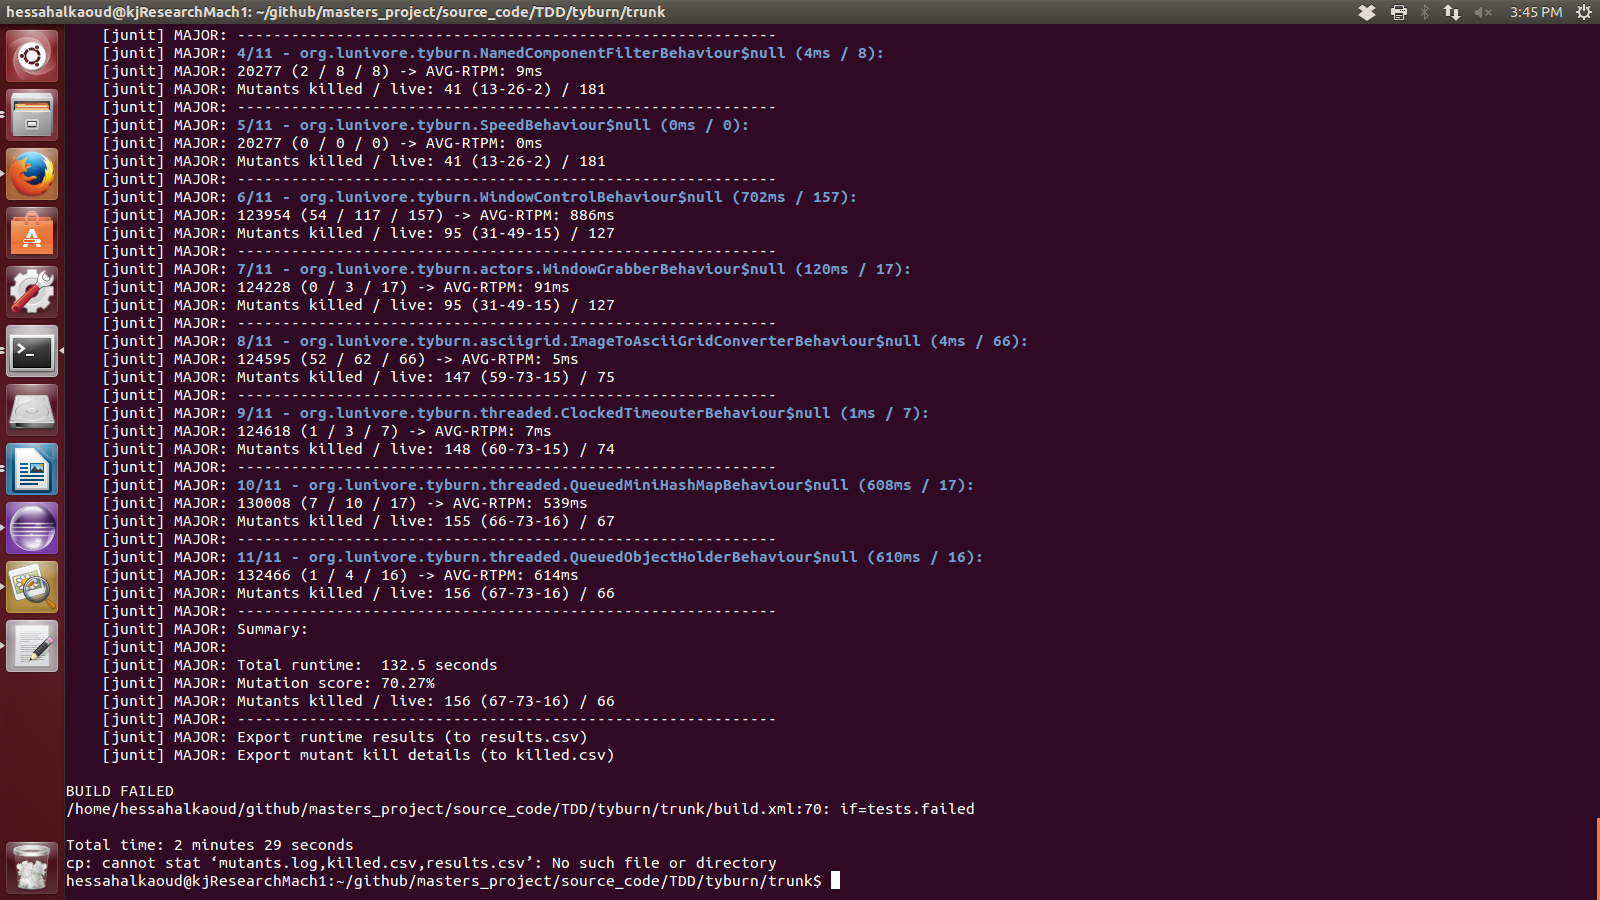 hessahalkaoud@kjResearchMach1: ~/github/masters_project/source_code/TDD/tyburn/trunk
3:45 PM
[junit] MAJOR: ------------------------------------------------------------
[junit] MAJOR: 4/11 - org.lunivore.tyburn.NamedComponentFilterBehaviour$null (4ms / 8):
[junit] MAJOR: 20277 (2 / 8 / 8) -> AVG-RTPM: 9ms
[junit] MAJOR: Mutants killed / live: 41 (13-26-2) / 181
[junit] MAJOR: ------------------------------------------------------------
[junit] MAJOR: 5/11 - org.lunivore.tyburn.SpeedBehaviour$null (0ms / 0):
[junit] MAJOR: 20277 (0 / 0 / 0) -> AVG-RTPM: 0ms
[junit] MAJOR: Mutants killed / live: 41 (13-26-2) / 181
[junit] MAJOR: ------------------------------------------------------------
[junit] MAJOR: 6/11 - org.lunivore.tyburn.WindowControlBehaviour$null (702ms / 157):
[junit] MAJOR: 123954 (54 / 117 / 157) -> AVG-RTPM: 886ms
[junit] MAJOR: Mutants killed / live: 95 (31-49-15) / 127
[junit] MAJOR: ------------------------------------------------------------
[junit] MAJOR: 7/11 - org.lunivore.tyburn.actors.WindowGrabberBehaviour$null (120ms / 17):
[junit] MAJOR: 124228 (0 / 3 / 17) -> AVG-RTPM: 91ms
[junit] MAJOR: Mutants killed / live: 95 (31-49-15) / 127
[junit] MAJOR: ------------------------------------------------------------
[junit] MAJOR: 8/11 - org.lunivore.tyburn.asciigrid.ImageToAsciiGridConverterBehaviour$null (4ms / 66):
[junit] MAJOR: 124595 (52 / 62 / 66) -> AVG-RTPM: 5ms
[junit] MAJOR: Mutants killed / live: 147 (59-73-15) / 75
[junit] MAJOR: ------------------------------------------------------------
[junit] MAJOR: 9/11 - org.lunivore.tyburn.threaded.ClockedTimeouterBehaviour$null (1ms / 7):
[junit] MAJOR: 124618 (1 / 3 / 7) -> AVG-RTPM: 7ms
[junit] MAJOR: Mutants killed / live: 148 (60-73-15) / 74
[junit] MAJOR: ------------------------------------------------------------
[junit] MAJOR: 10/11 - org.lunivore.tyburn.threaded.QueuedMiniHashMapBehaviour$null (608ms / 17):
[junit] MAJOR: 130008 (7 / 10 / 17) -> AVG-RTPM: 539ms
[junit] MAJOR: Mutants killed / live: 155 (66-73-16) / 67
[junit] MAJOR: ------------------------------------------------------------
[junit] MAJOR: 11/11 - org.lunivore.tyburn.threaded.QueuedObjectHolderBehaviour$null (610ms / 16):
[junit] MAJOR: 132466 (1 / 4 / 16) -> AVG-RTPM: 614ms
[junit] MAJOR: Mutants killed / live: 156 (67-73-16) / 66
[junit] MAJOR: ------------------------------------------------------------
[junit] MAJOR: Summary:
[junit] MAJOR:
[junit] MAJOR: Total runtime:  132.5 seconds
[junit] MAJOR: Mutation score: 70.27%
[junit] MAJOR: Mutants killed / live: 156 (67-73-16) / 66
[junit] MAJOR: ------------------------------------------------------------
[junit] MAJOR: Export runtime results (to results.csv)
[junit] MAJOR: Export mutant kill details (to killed.csv)
BUILD FAILED
/home/hessahalkaoud/github/masters_project/source_code/TDD/tyburn/trunk/build.xml:70: if=tests.failed
Total time: 2 minutes 29 seconds
cp: cannot stat ‘mutants.log,killed.csv,results.csv’: No such file or directory
hessahalkaoud@kjResearchMach1:~/github/masters_project/source_code/TDD/tyburn/trunk$